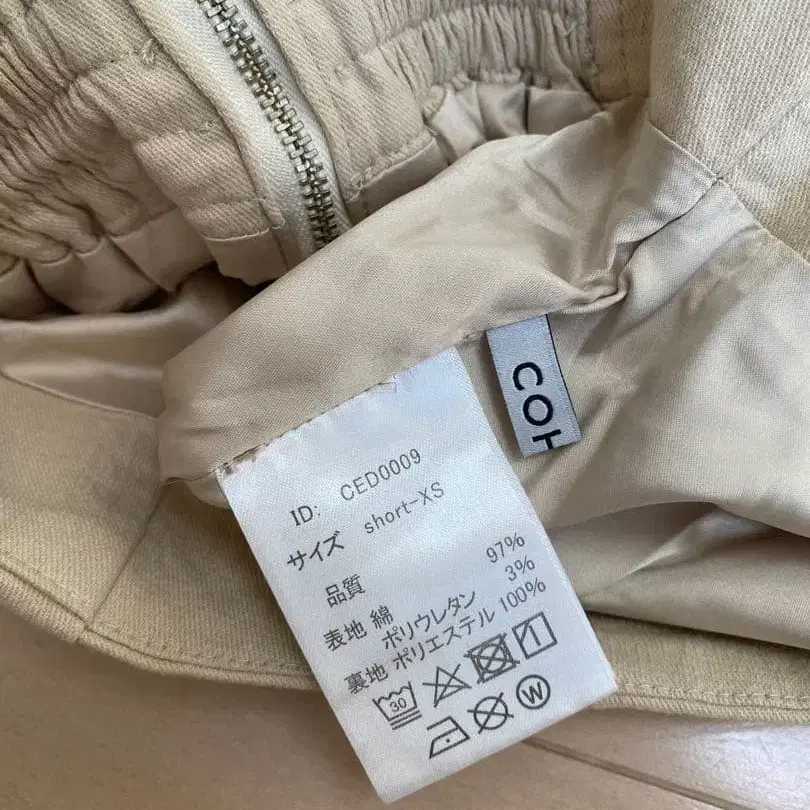 COH
ID: CED0009
サイズ short-XS
品質
表地 綿 97%
ポリウレタン 3%
裏地 ポリエステル 100%
30
W